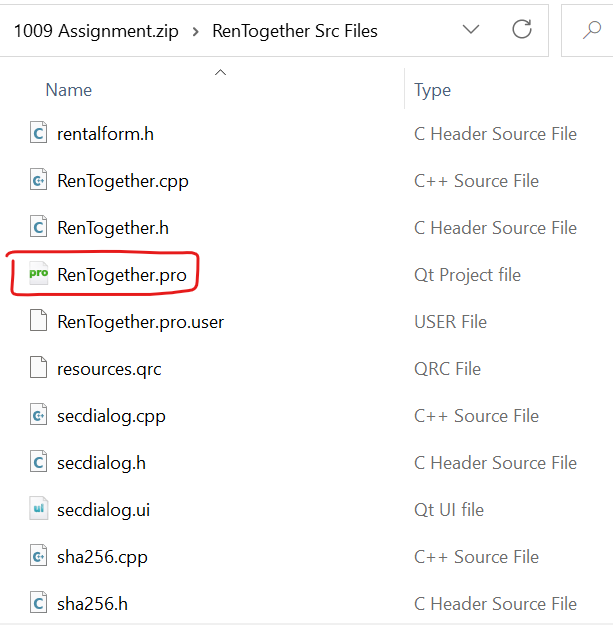 1009 Assignment.zip > RenTogether Src Files
Name Type
rentalform.h C Header Source File
RenTogether.cpp C++ Source File
RenTogether.h C Header Source File
pro RenTogether.pro Qt Project file
RenTogether.pro.user USER File
resources.qrc QRC File
secdialog.cpp C++ Source File
secdialog.h C Header Source File
ui secdialog.ui Qt UI file
sha256.cpp C++ Source File
sha256.h C Header Source File